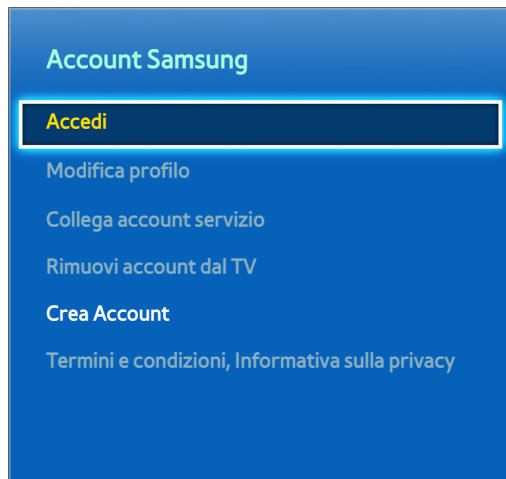 Account Samsung
Accedi
Modifica profilo
Collega account servizio
Rimuovi account dal TV
Crea Account
Termini e condizioni, Informativa sulla privacy